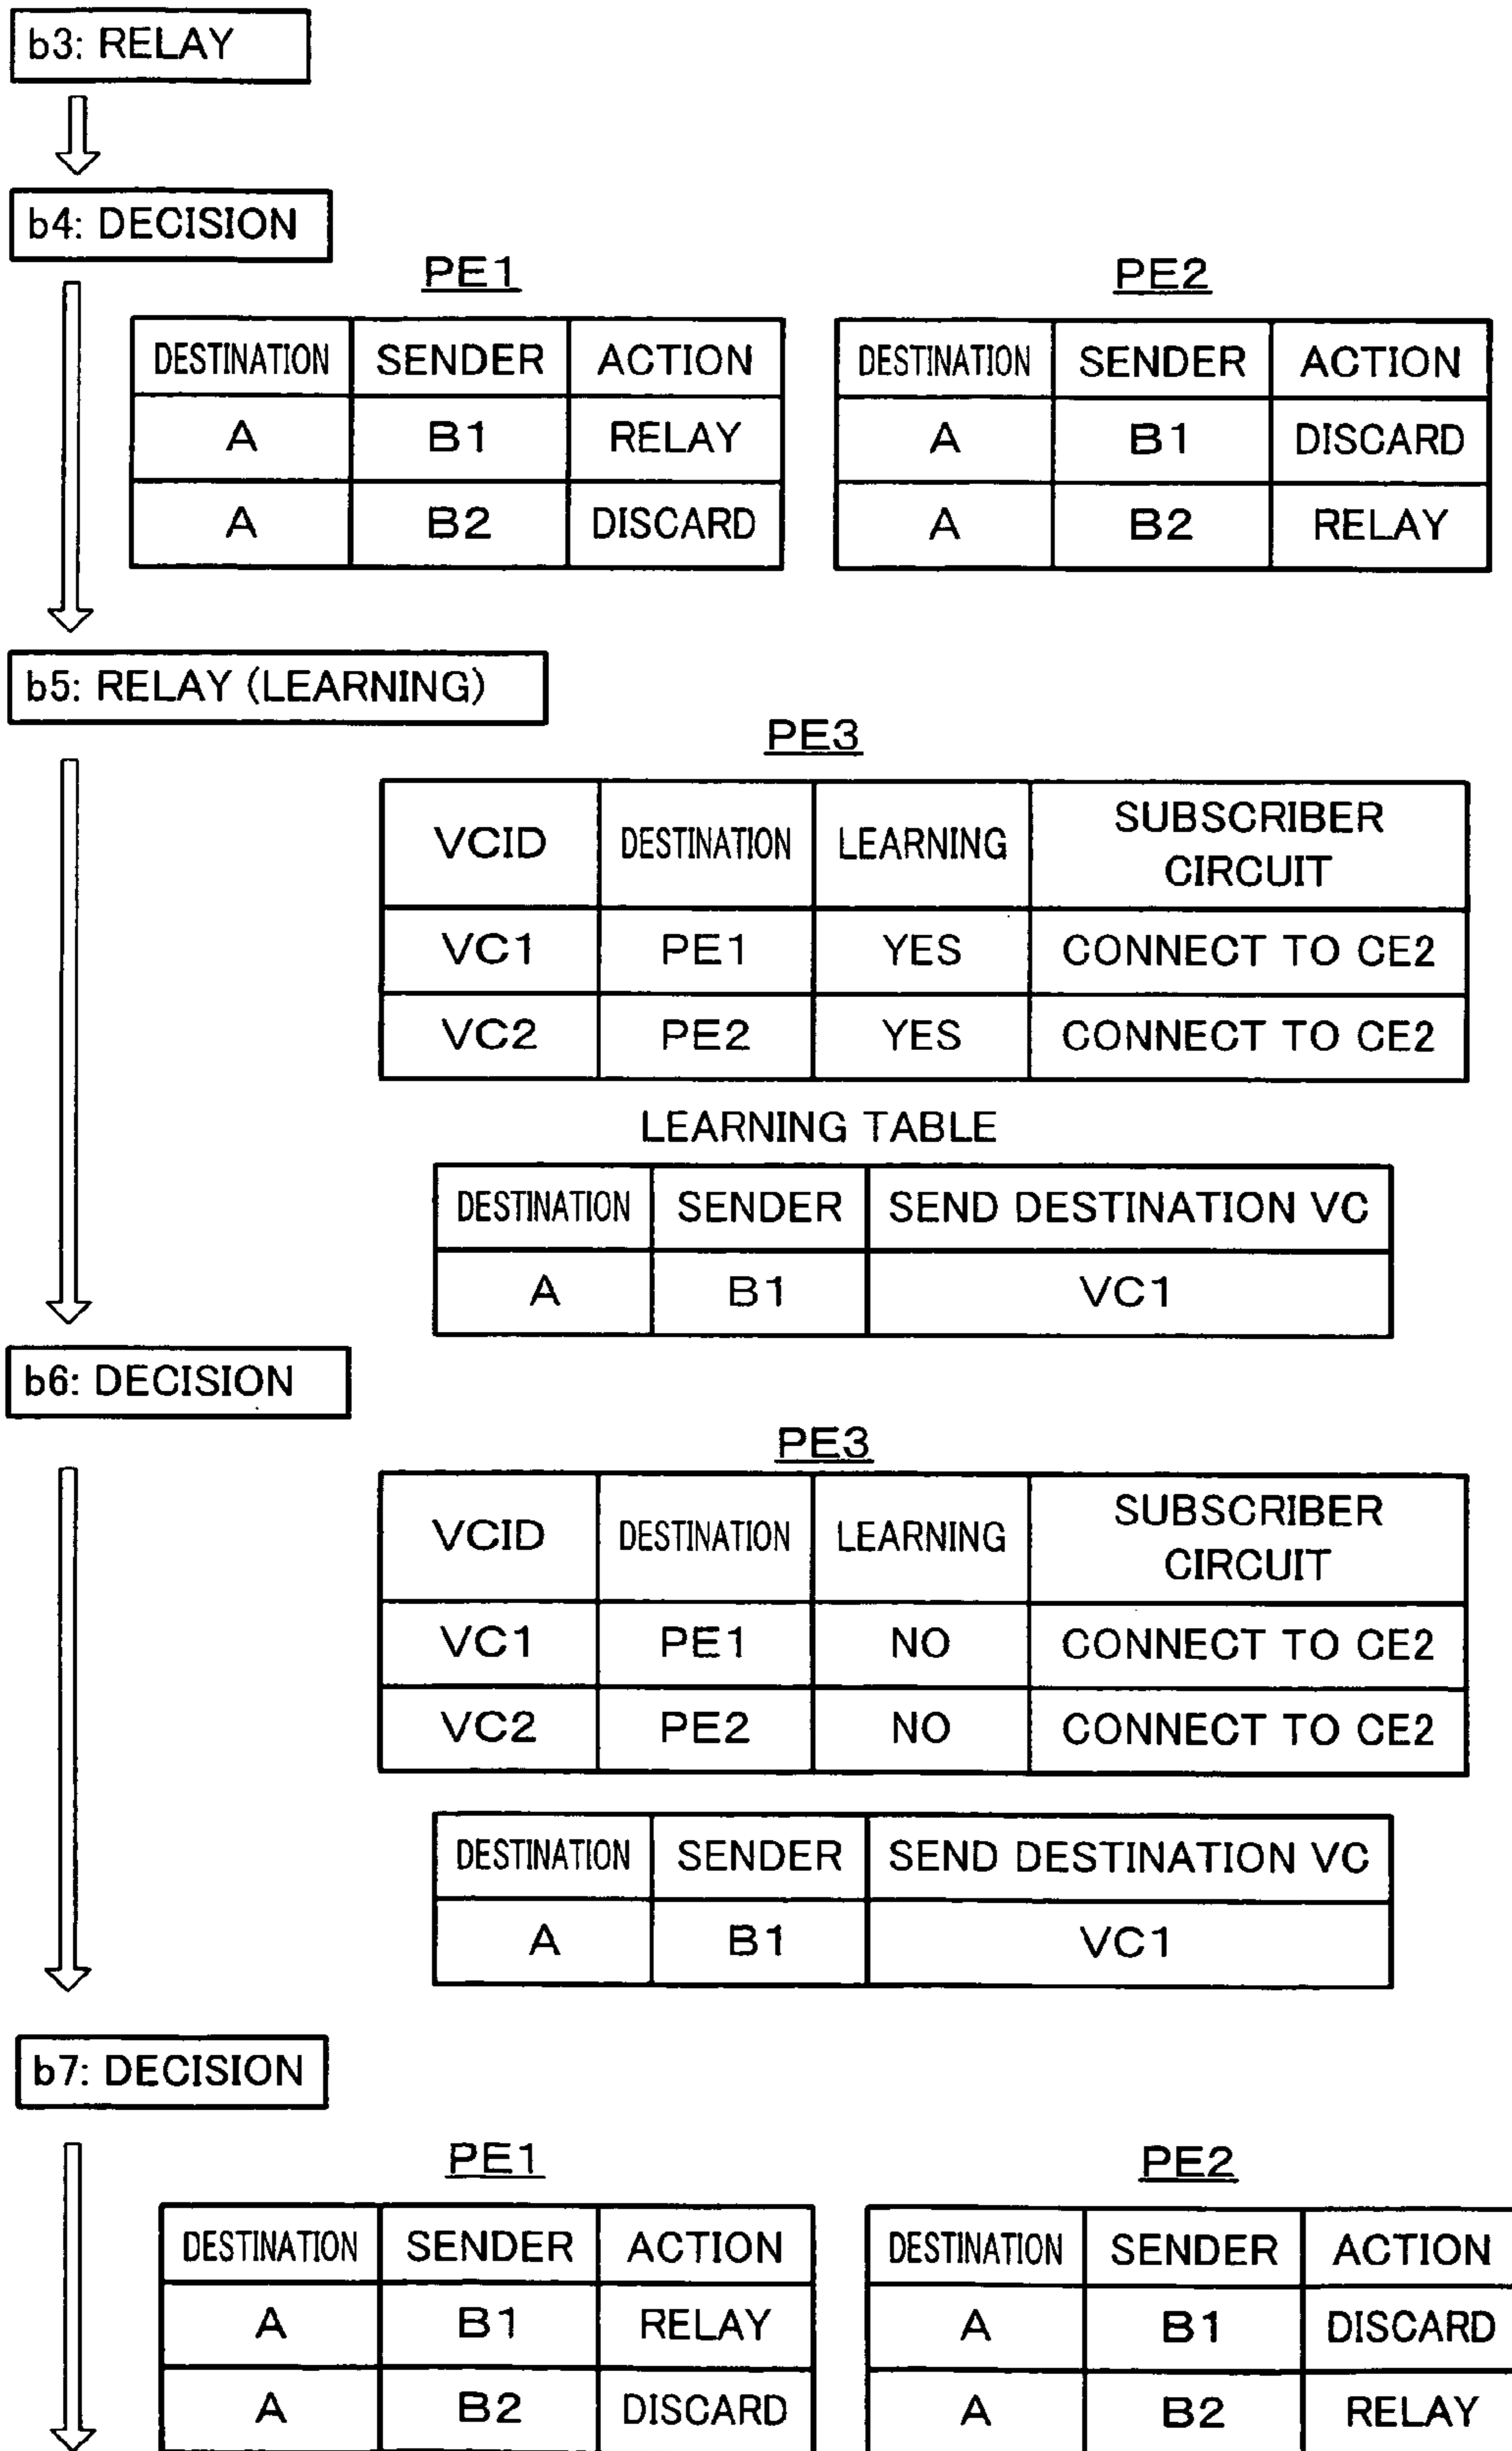 b3: RELAY
b4: DECISION
PE1
DESTINATION SENDER ACTION
A B1 RELAY
A B2 DISCARD
PE2
DESTINATION SENDER ACTION
A B1 DISCARD
A B2 RELAY
b5: RELAY (LEARNING)
PE3
VCID DESTINATION LEARNING SUBSCRIBER CIRCUIT
VC1 PE1 YES CONNECT TO CE2
VC2 PE2 YES CONNECT TO CE2
LEARNING TABLE
DESTINATION SENDER SEND DESTINATION VC
A B1 VC1
b6: DECISION
PE3
VCID DESTINATION LEARNING SUBSCRIBER CIRCUIT
VC1 PE1 NO CONNECT TO CE2
VC2 PE2 NO CONNECT TO CE2
DESTINATION SENDER SEND DESTINATION VC
A B1 VC1
b7: DECISION
PE1
DESTINATION SENDER ACTION
A B1 RELAY
A B2 DISCARD
PE2
DESTINATION SENDER ACTION
A B1 DISCARD
A B2 RELAY